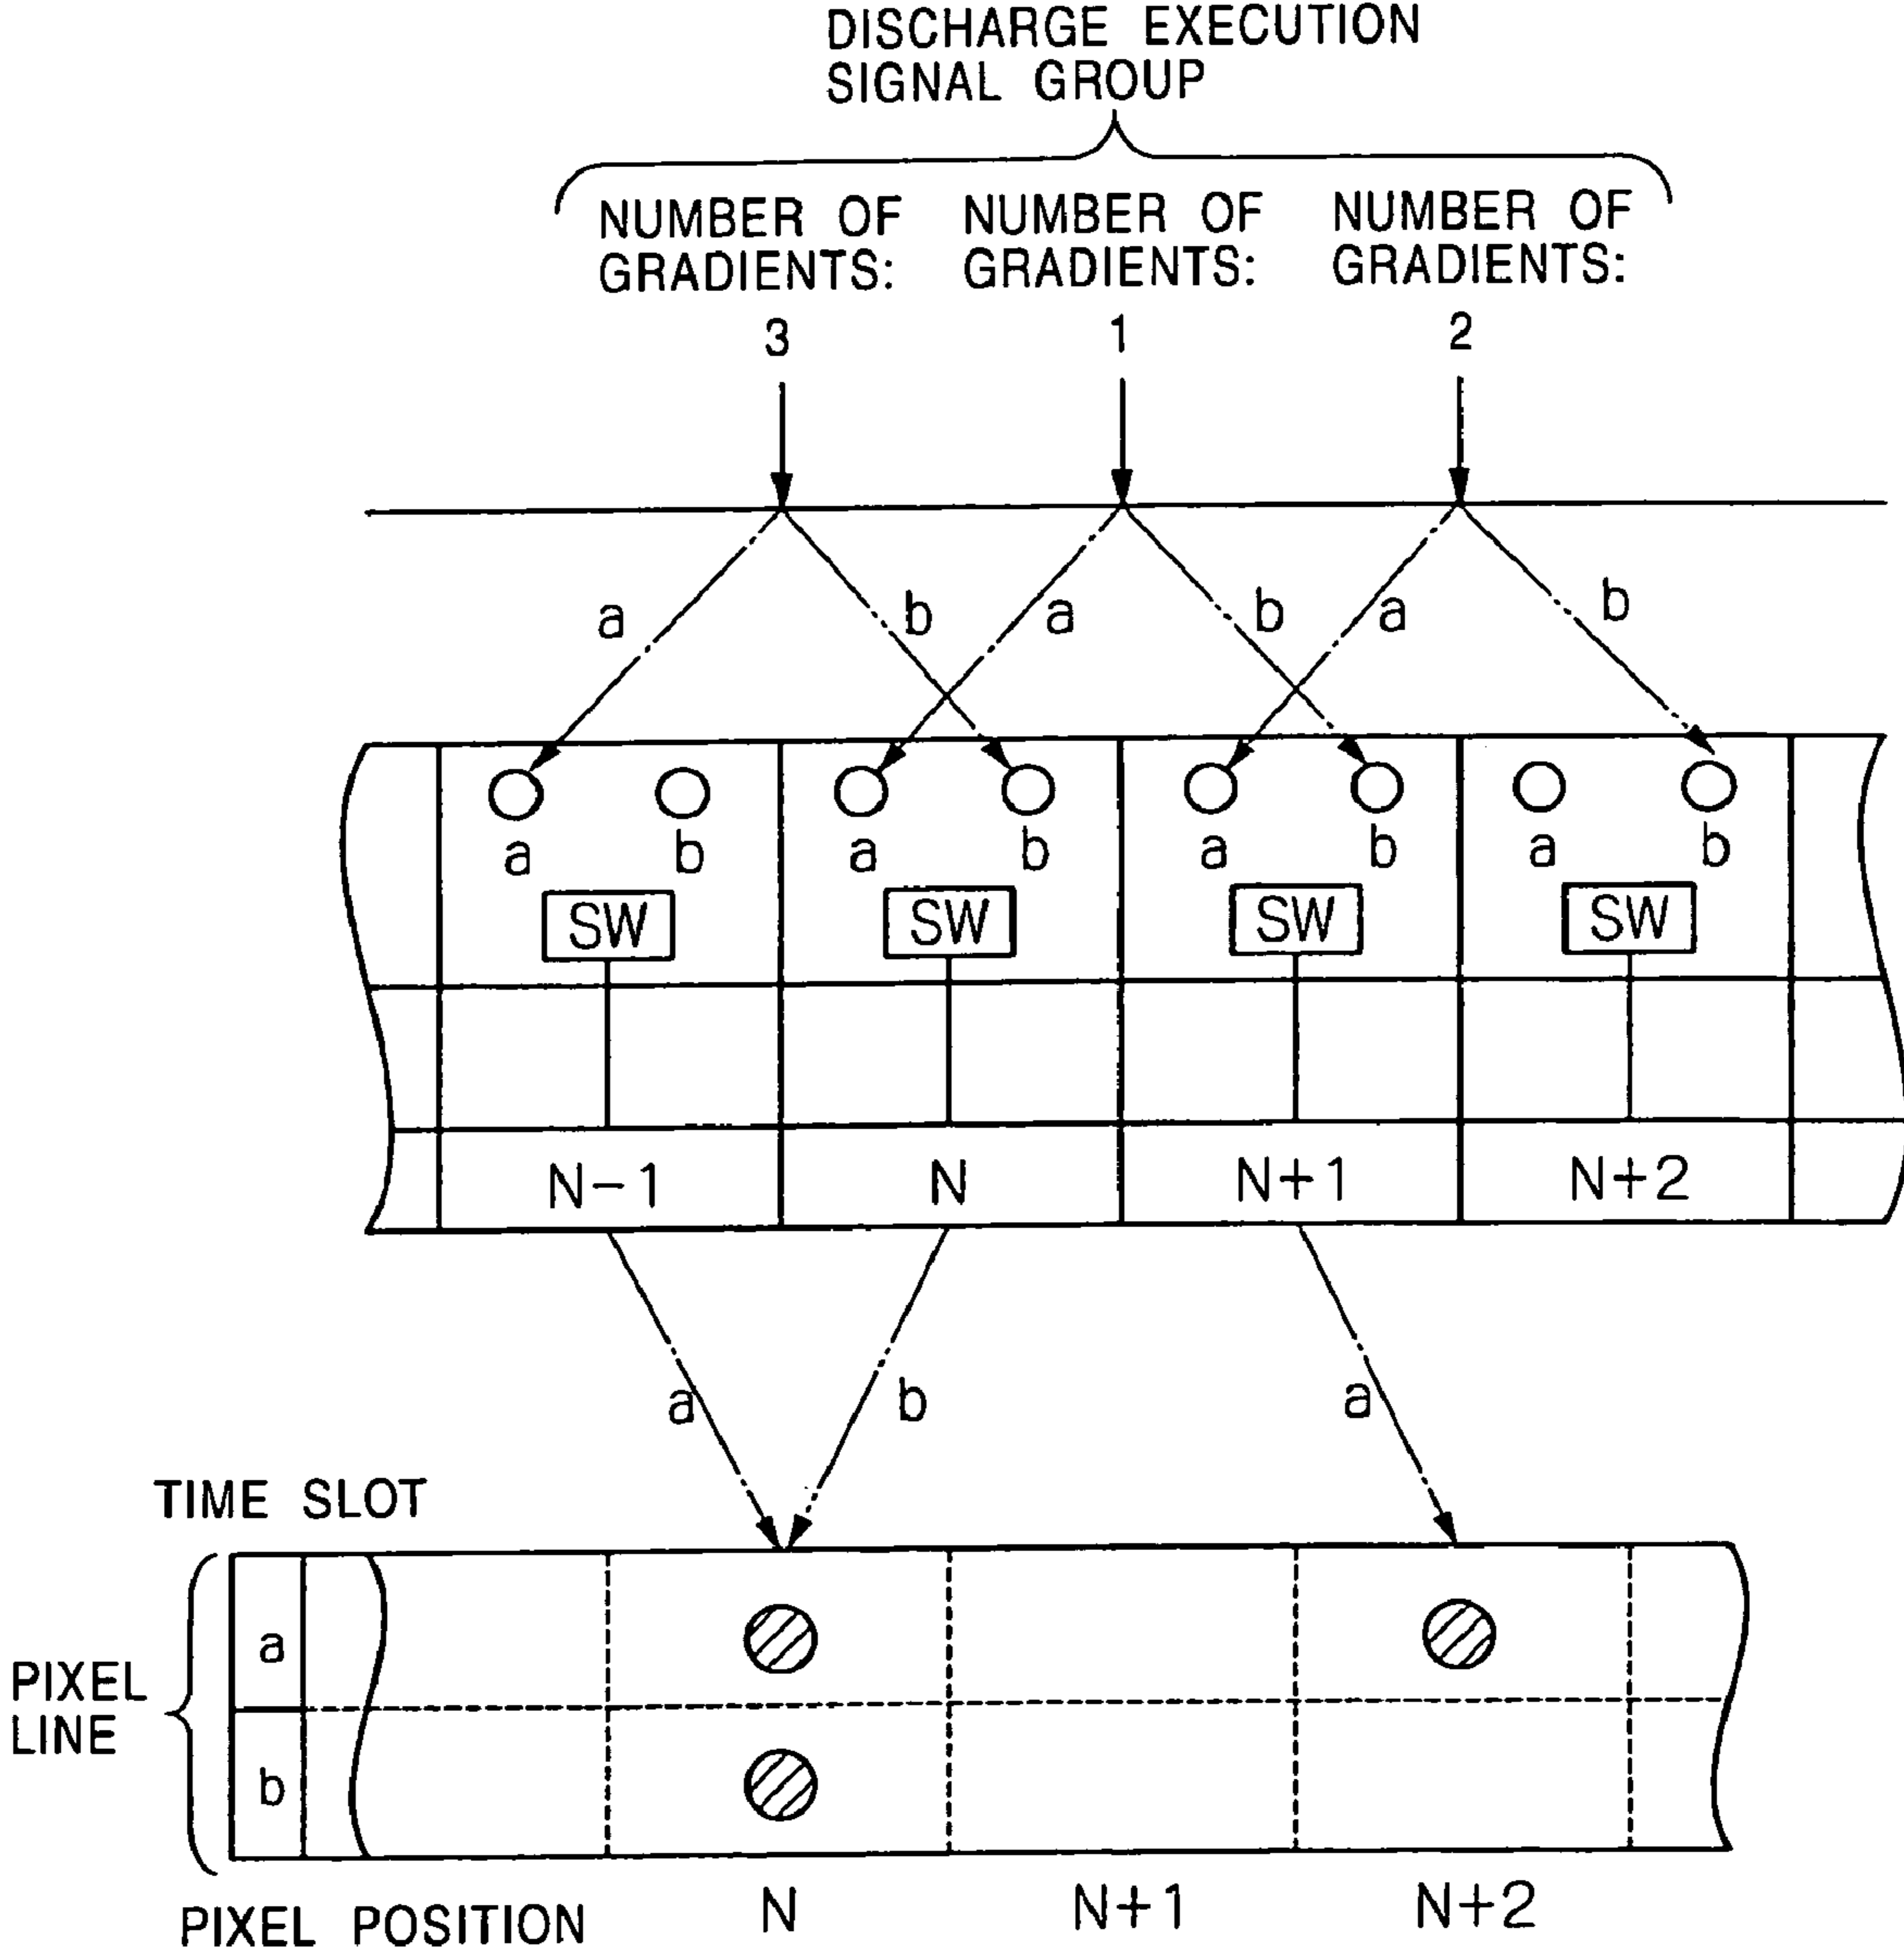 DISCHARGE EXECUTION
SIGNAL GROUP
NUMBER OF NUMBER OF NUMBER OF
GRADIENTS: GRADIENTS: GRADIENTS:
3 1 2
a b a b a b
a b a b a b a b
SW SW SW SW
N-1 N N+1 N+2
a b a
TIME SLOT
a
PIXEL
LINE
b
PIXEL POSITION N N+1 N+2